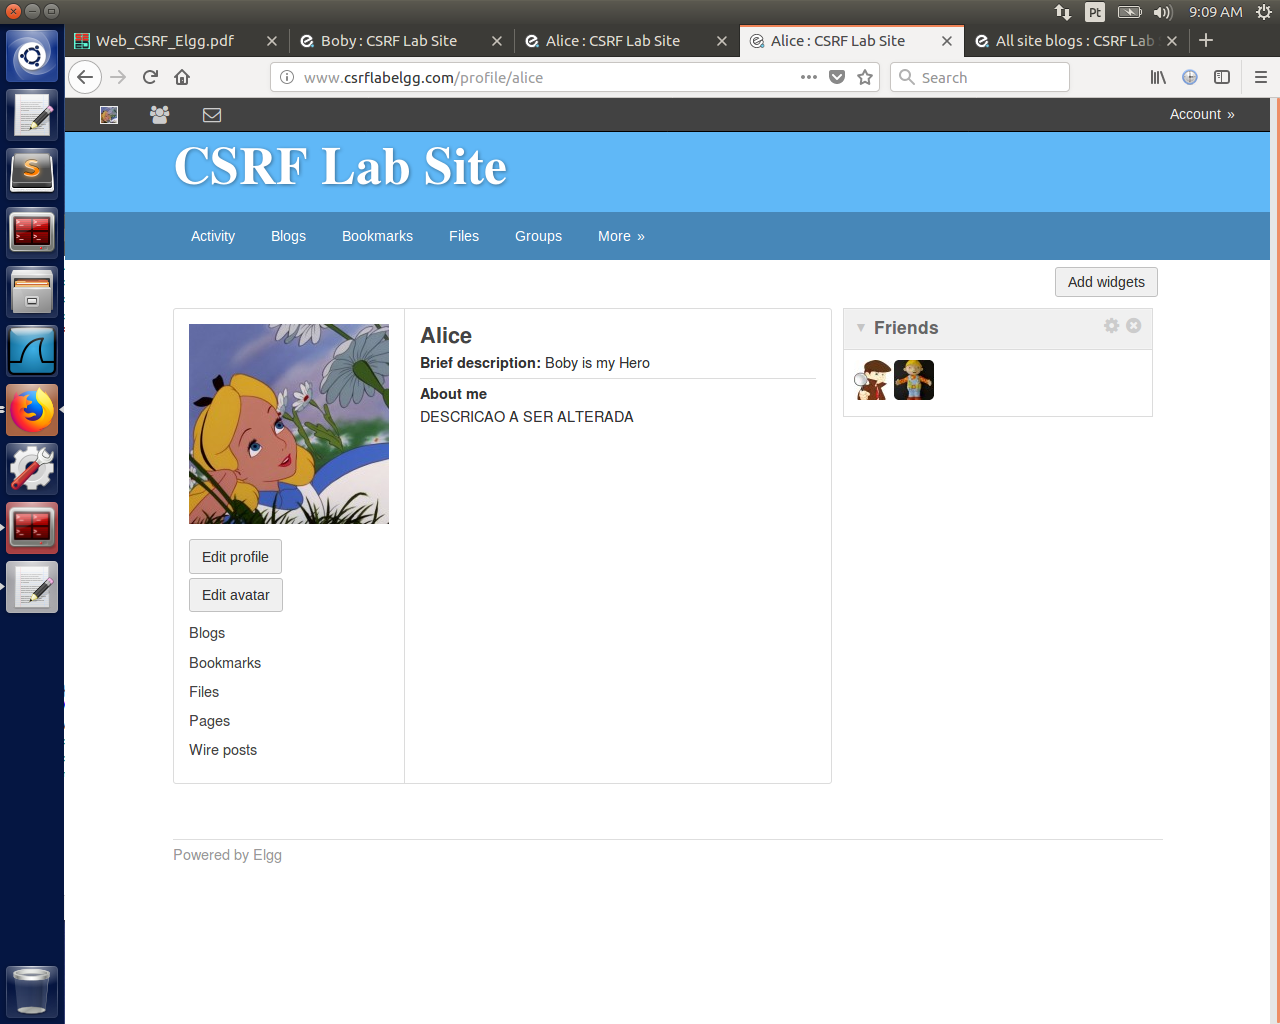 Pt
9:09 AM
Web_CSRF_Elgg.pdf
Boby : CSRF Lab Site
Alice : CSRF Lab Site
Alice : CSRF Lab Site
All site blogs : CSRF Lab
www.csrflabelgg.com/profile/alice
Search
Account »
CSRF Lab Site
Activity
Blogs
Bookmarks
Files
Groups
More »
Add widgets
Alice
Brief description: Boby is my Hero
About me
DESCRICAO A SER ALTERADA
Friends
Edit profile
Edit avatar
Blogs
Bookmarks
Files
Pages
Wire posts
Powered by Elgg